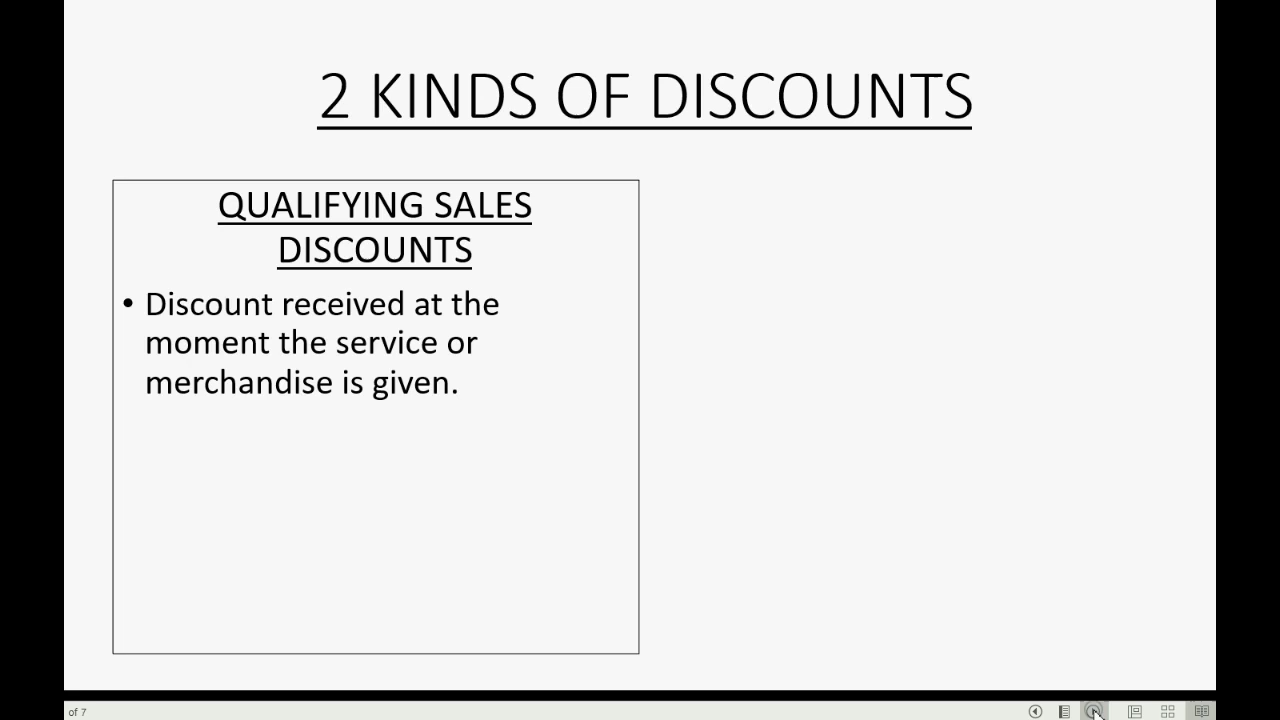 2 KINDS OF DISCOUNTS
QUALIFYING SALES
DISCOUNTS
• Discount received at the
moment the service or
merchandise is given.
of 7